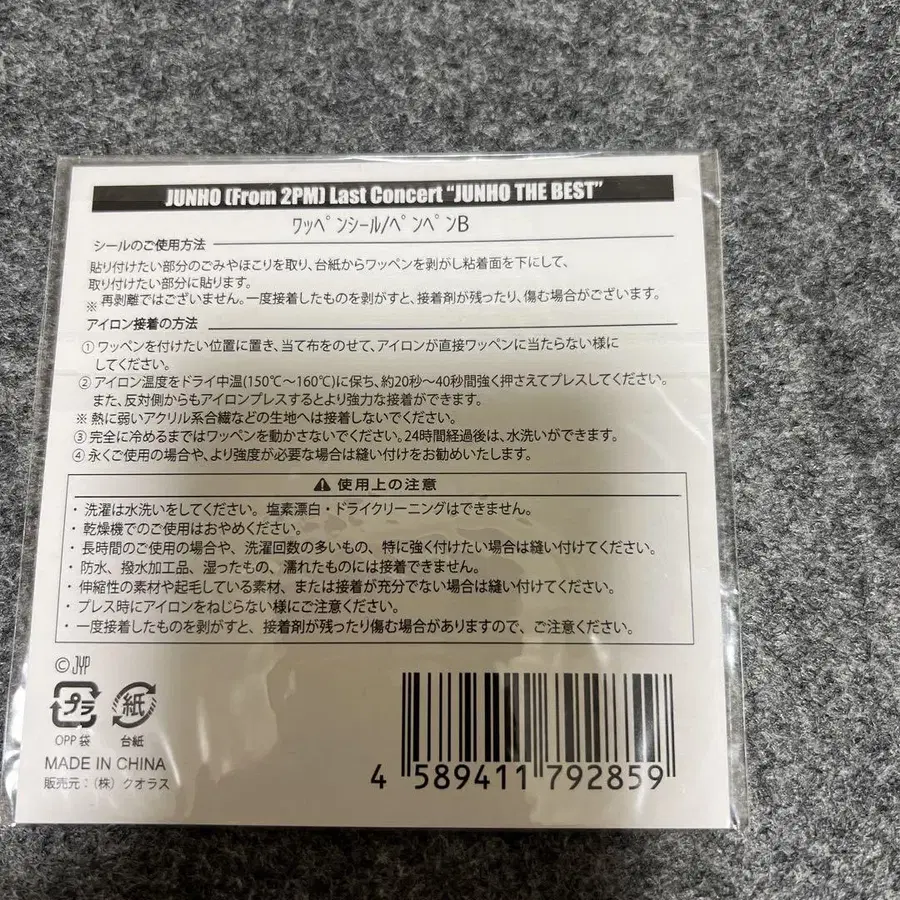 JUNHO (From 2PM) Last Concert "JUNHO THE BEST"
ﾜｯﾍﾟﾝシール/ﾍﾟﾝﾍﾟﾝB
シールのご使用方法
貼り付けたい部分のごみやほこりを取り、台紙からワッペンを剥がし粘着面を下にして、
取り付けたい部分に貼ります。
※ 再剥離ではございません。一度接着したものを剥がすと、接着剤が残ったり、傷む場合がございます。
アイロン接着の方法
① ワッペンを付けたい位置に置き、当て布をのせて、アイロンが直接ワッペンに当たらない様に
してください。
② アイロン温度をドライ中温(150℃～160℃)に保ち、約20秒～40秒間強く押さえてプレスしてください。
また、反対側からもアイロンプレスするとより強力な接着ができます。
※ 熱に弱いアクリル系合繊などの生地へは接着しないでください。
③ 完全に冷めるまではワッペンを動かさないでください。24時間経過後は、水洗いができます。
④ 永くご使用の場合や、より強度が必要な場合は縫い付けをお勧めいたします。
⚠ 使用上の注意
・ 洗濯は水洗いをしてください。塩素漂白・ドライクリーニングはできません。
・ 乾燥機でのご使用はおやめください。
・ 長時間のご使用の場合や、洗濯回数の多いもの、特に強く付けたい場合は縫い付けてください。
・ 防水、撥水加工品、湿ったもの、濡れたものには接着できません。
・ 伸縮性の素材や起毛している素材、または接着が充分でない場合は縫い付けてください。
・ プレス時にアイロンをねじらない様にご注意ください。
・ 一度接着したものを剥がすと、接着剤が残ったり傷む場合がありますので、ご注意ください。
© JYP
プラ 紙
OPP 袋 台紙
MADE IN CHINA
販売元：（株）クオラス
4 589411 792859